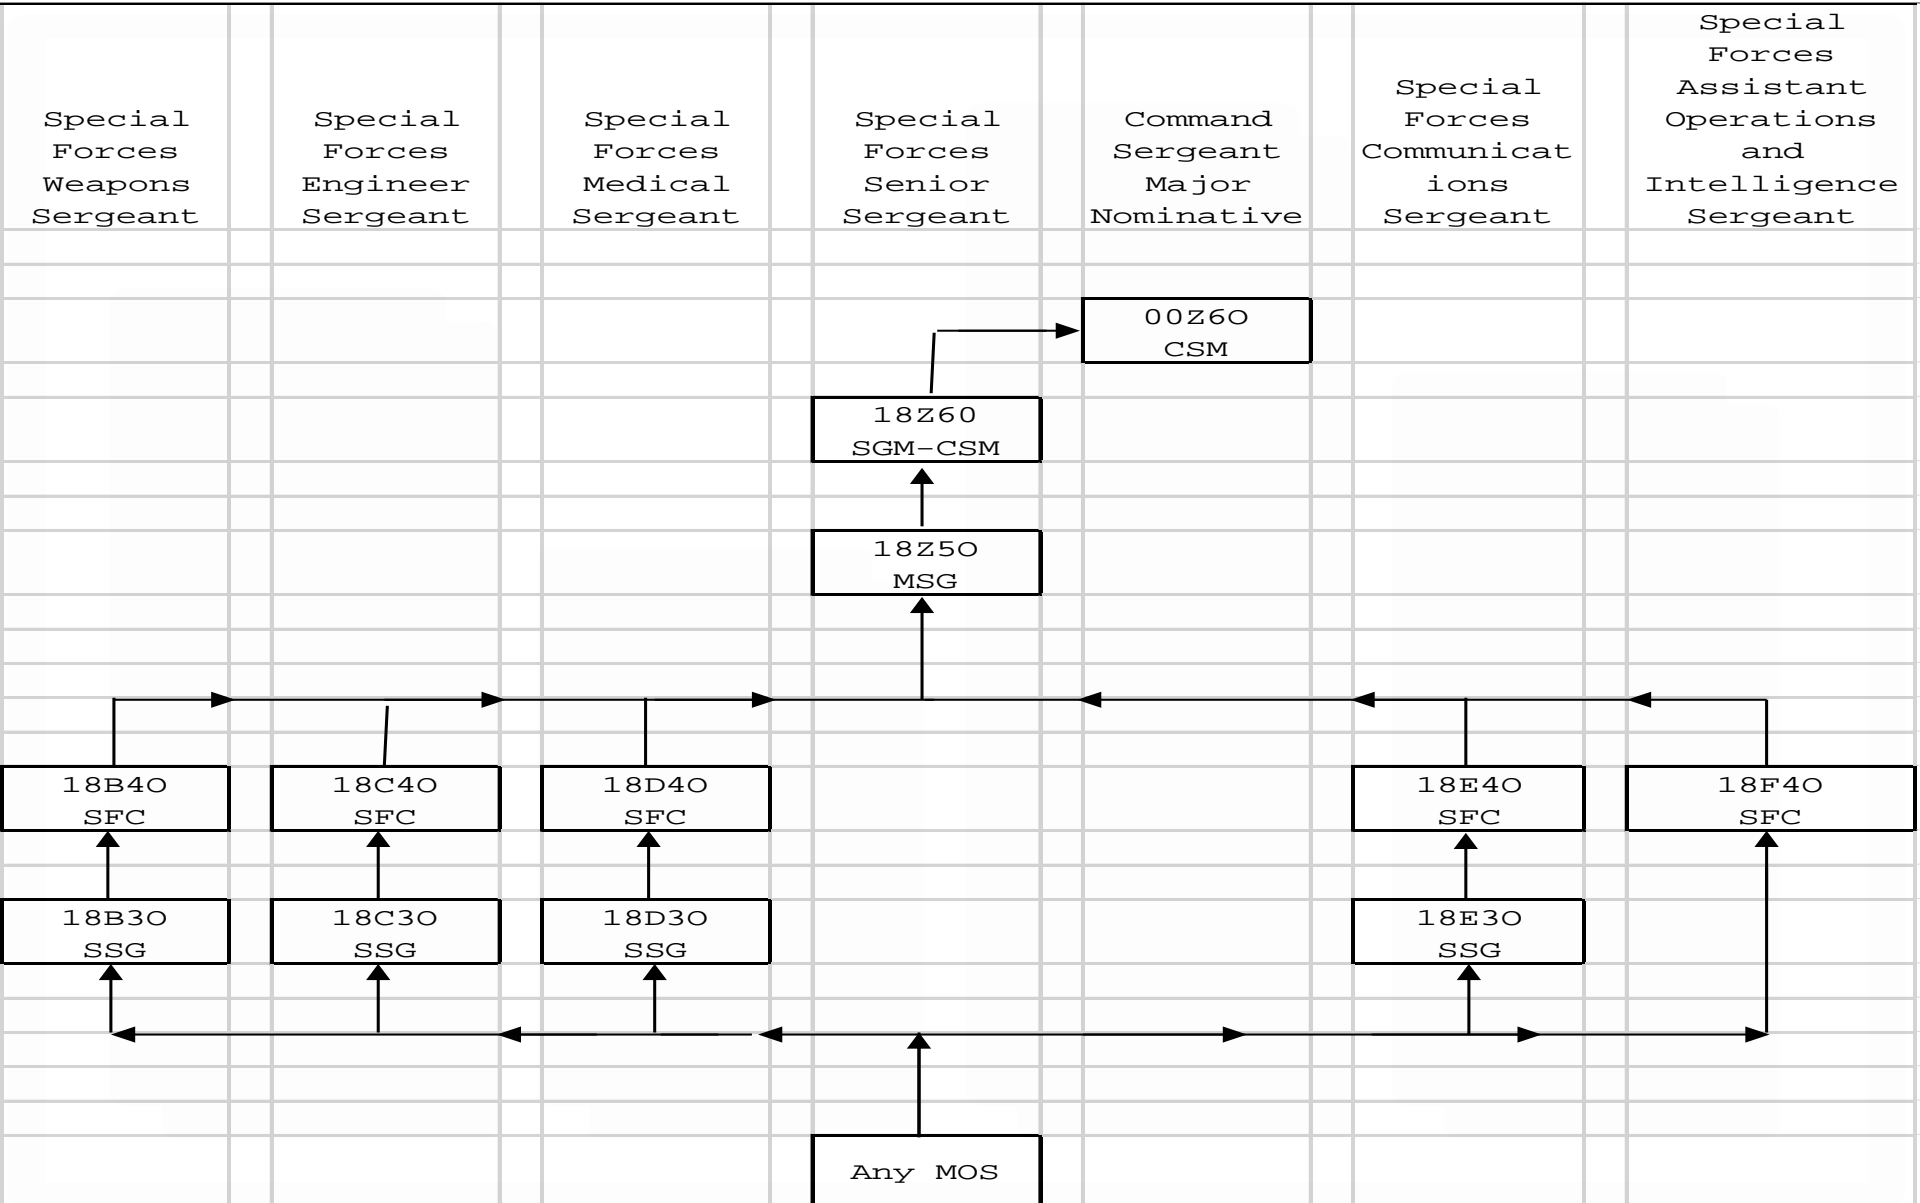 Special
Forces
Weapons
Sergeant
Special
Forces
Engineer
Sergeant
Special
Forces
Medical
Sergeant
Special
Forces
Senior
Sergeant
Command
Sergeant
Major
Nominative
Special
Forces
Communicat
ions
Sergeant
Special
Forces
Assistant
Operations
and
Intelligence
Sergeant
00Z6O
CSM
18Z60
SGM-CSM
18Z5O
MSG
18B4O
SFC
18C4O
SFC
18D4O
SFC
18E4O
SFC
18F4O
SFC
18B3O
SSG
18C3O
SSG
18D3O
SSG
18E3O
SSG
Any MOS